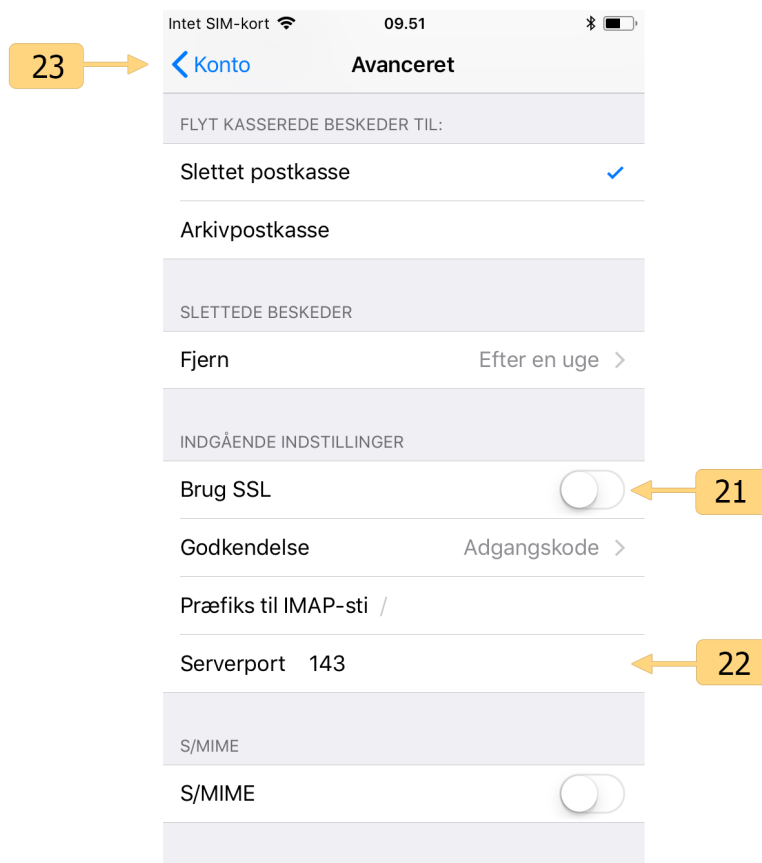 Intet SIM-kort 09.51
23
Konto Avanceret
FLYT KASSEREDE BESKEDER TIL:
Slettet postkasse
Arkivpostkasse
SLETTEDE BESKEDER
Fjern Efter en uge
INDGÅENDE INDSTILLINGER
Brug SSL
21
Godkendelse Adgangskode
Præfiks til IMAP-sti /
Serverport 143
22
S/MIME
S/MIME